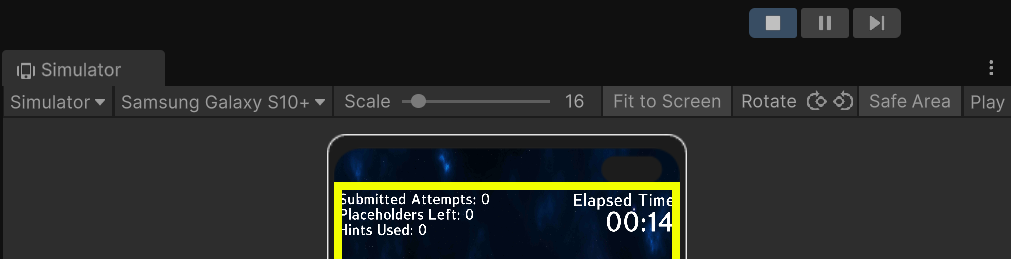 Simulator
Simulator Samsung Galaxy S10+ Scale 16 Fit to Screen Rotate Safe Area Play
Submitted Attempts: 0
Placeholders Left: 0
Hints Used: 0
Elapsed Time
00:14